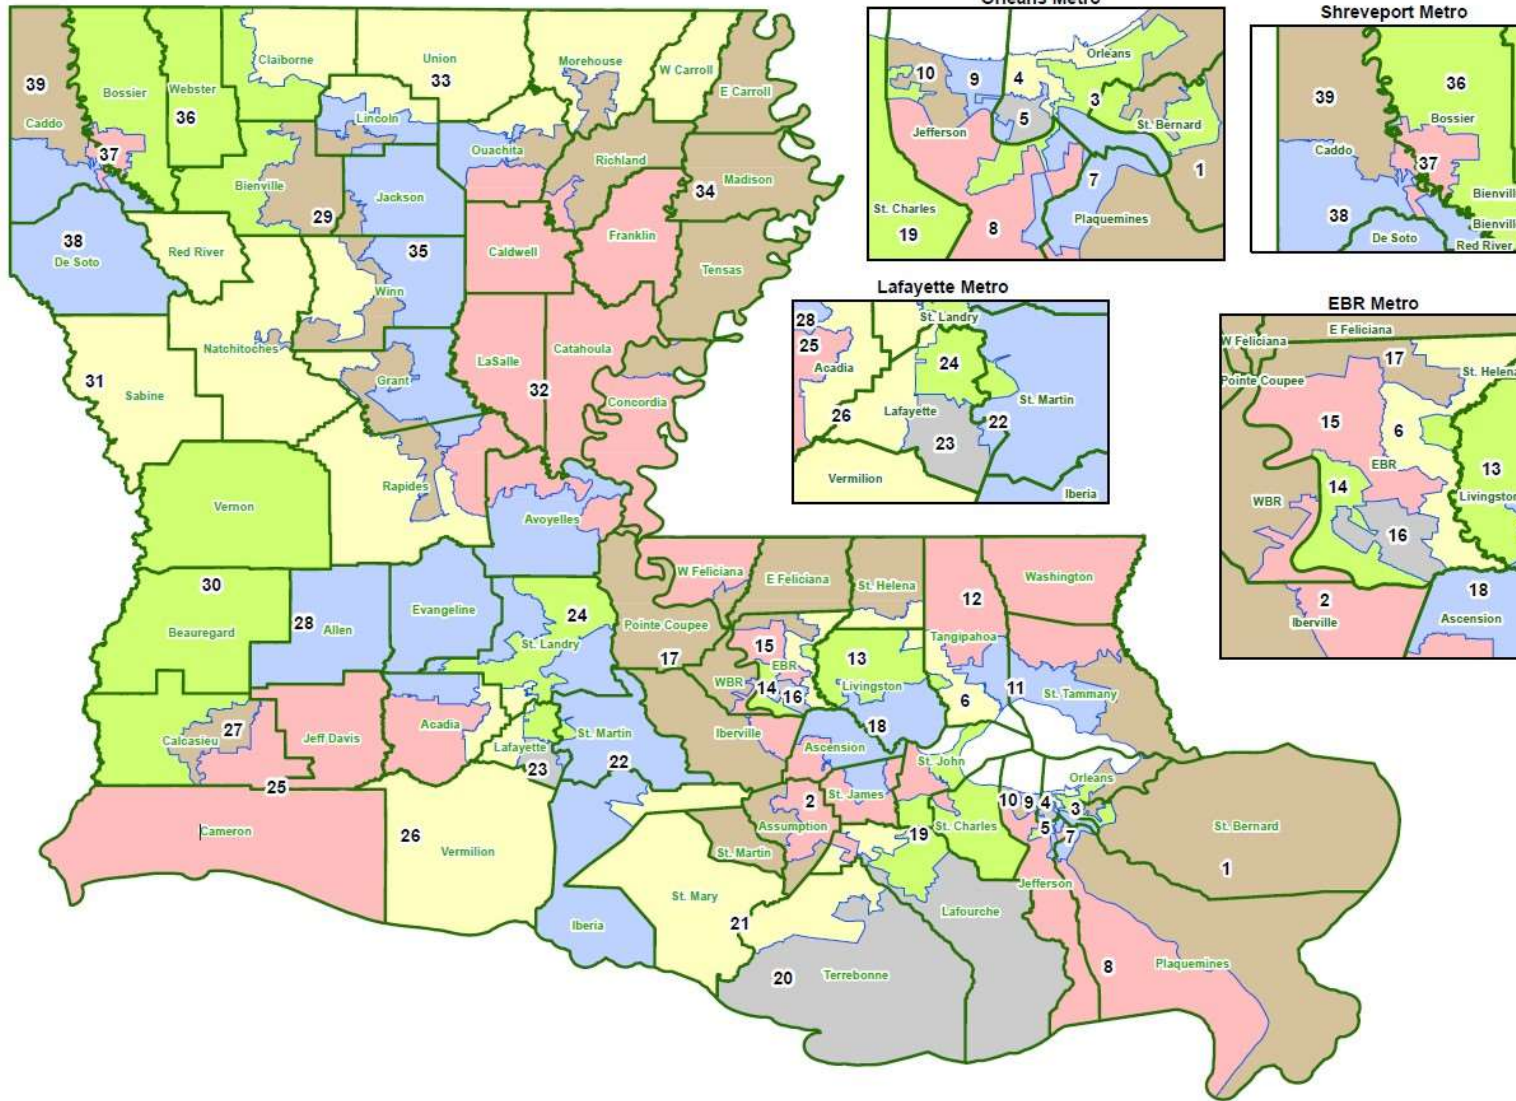 Orleans Metro
Shreveport Metro
Lafayette Metro
EBR Metro
39
Caddo
Bossier
Webster
36
Claiborne
Union
33
Morehouse
W Carroll
E Carroll
37
Lincoln
Ouachita
Richland
Madison
34
Bienville
29
Jackson
38
De Soto
Red River
35
Caldwell
Franklin
Tensas
Winn
Natchitoches
31
Sabine
Grant
LaSalle
Catahoula
32
Concordia
Vernon
Rapides
Avoyelles
30
Beauregard
28
Allen
Evangeline
24
St. Landry
Pointe Coupee
17
W Feliciana
E Feliciana
St. Helena
12
Tangipahoa
Washington
15
EBR
WBR
14
16
13
Livingston
6
11
St. Tammany
18
27
Calcasieu
Jeff Davis
Acadia
Lafayette
23
St. Martin
22
Iberville
Ascension
St. John
25
Cameron
26
Vermilion
2
St. James
Assumption
St. Martin
19
St. Charles
10
9
4
3
Orleans
5
7
St. Bernard
1
Iberia
St. Mary
21
Jefferson
Lafourche
20
Terrebonne
8
Plaquemines
10
9
4
Orleans
3
5
St. Bernard
Jefferson
1
7
St. Charles
19
8
Plaquemines
39
36
Bossier
Caddo
37
Bienvill
38
Bienvill
De Soto
Red River
28
St. Landry
25
Acadia
24
St. Martin
26
Lafayette
22
23
Vermilion
Iberia
E Feliciana
W Feliciana
17
Pointe Coupee
St. Helena
15
6
EBR
13
14
Livingston
WBR
16
2
Iberville
18
Ascension